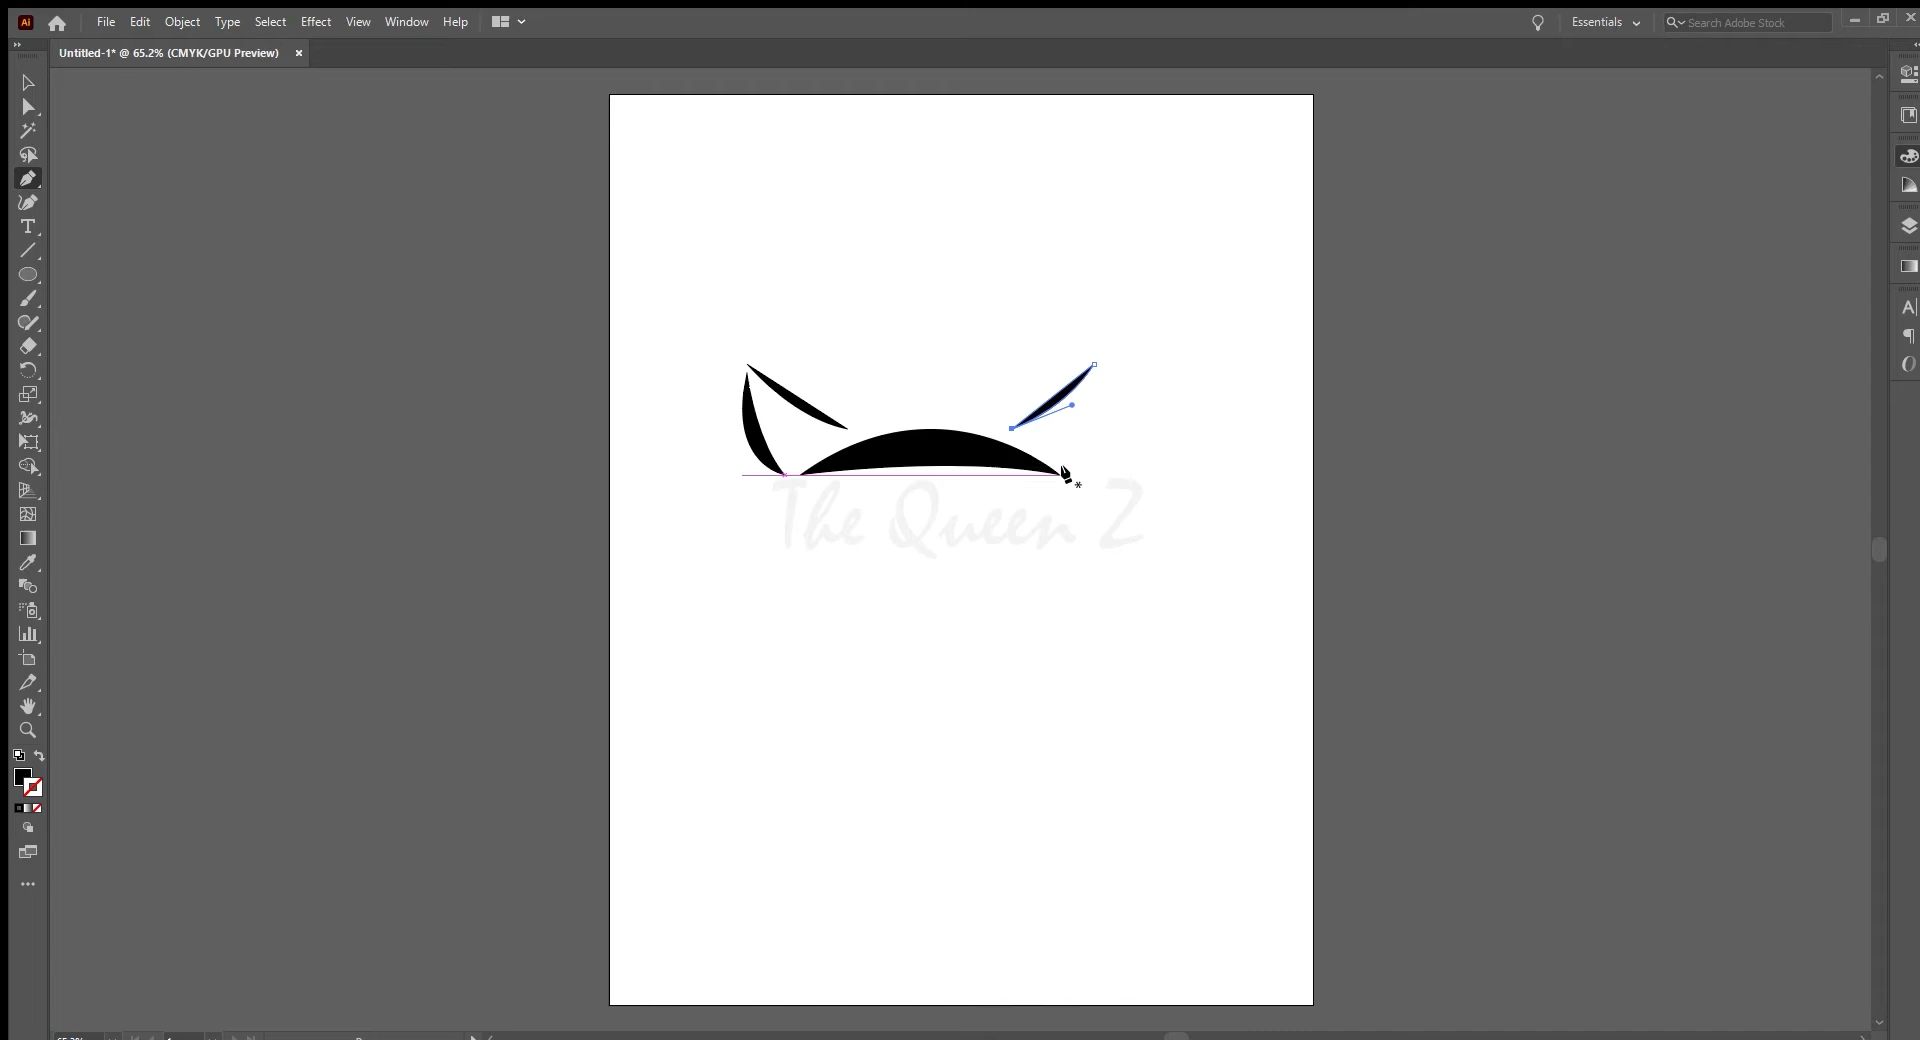 Ai File Edit Object Type Select Effect View Window Help Essentials Search Adobe Stock
Untitled-1* @ 65.2% (CMYK/GPU Preview)
The Queen Z